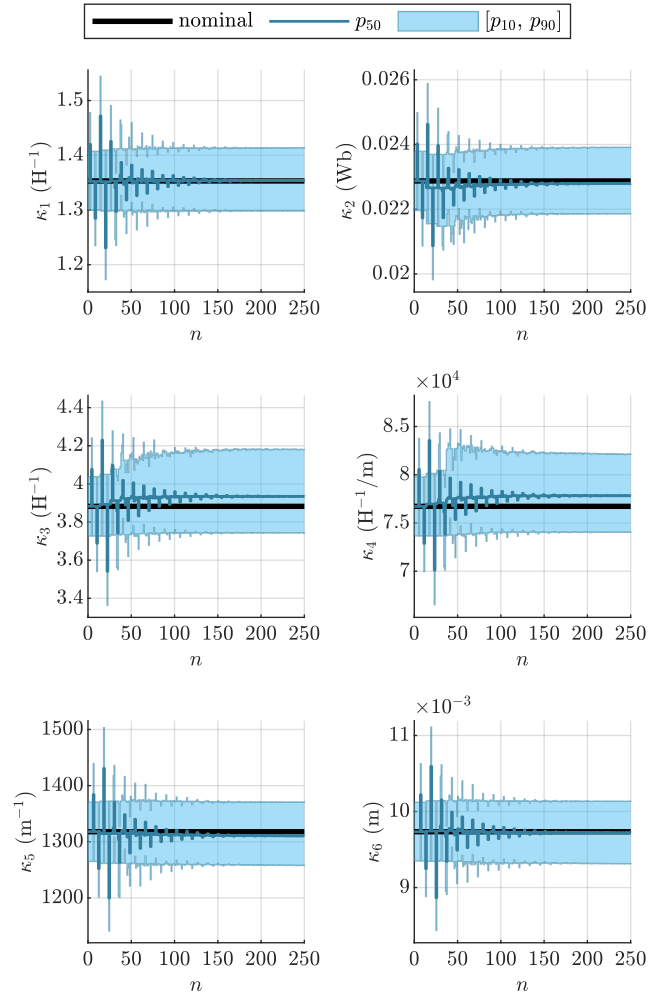 nominal p₅₀ [p₁₀, p₉₀]
1.5
1.4
1.3
1.2
κ₁ (H⁻¹)
0 50 100 150 200 250
n
0.026
0.024
0.022
0.02
κ₂ (Wb)
0 50 100 150 200 250
n
4.4
4.2
4
3.8
3.6
3.4
κ₃ (H⁻¹)
0 50 100 150 200 250
n
×10⁴
8.5
8
7.5
7
κ₄ (H⁻¹/m)
0 50 100 150 200 250
n
1500
1400
1300
1200
κ₅ (m⁻¹)
0 50 100 150 200 250
n
×10⁻³
11
10
9
κ₆ (m)
0 50 100 150 200 250
n